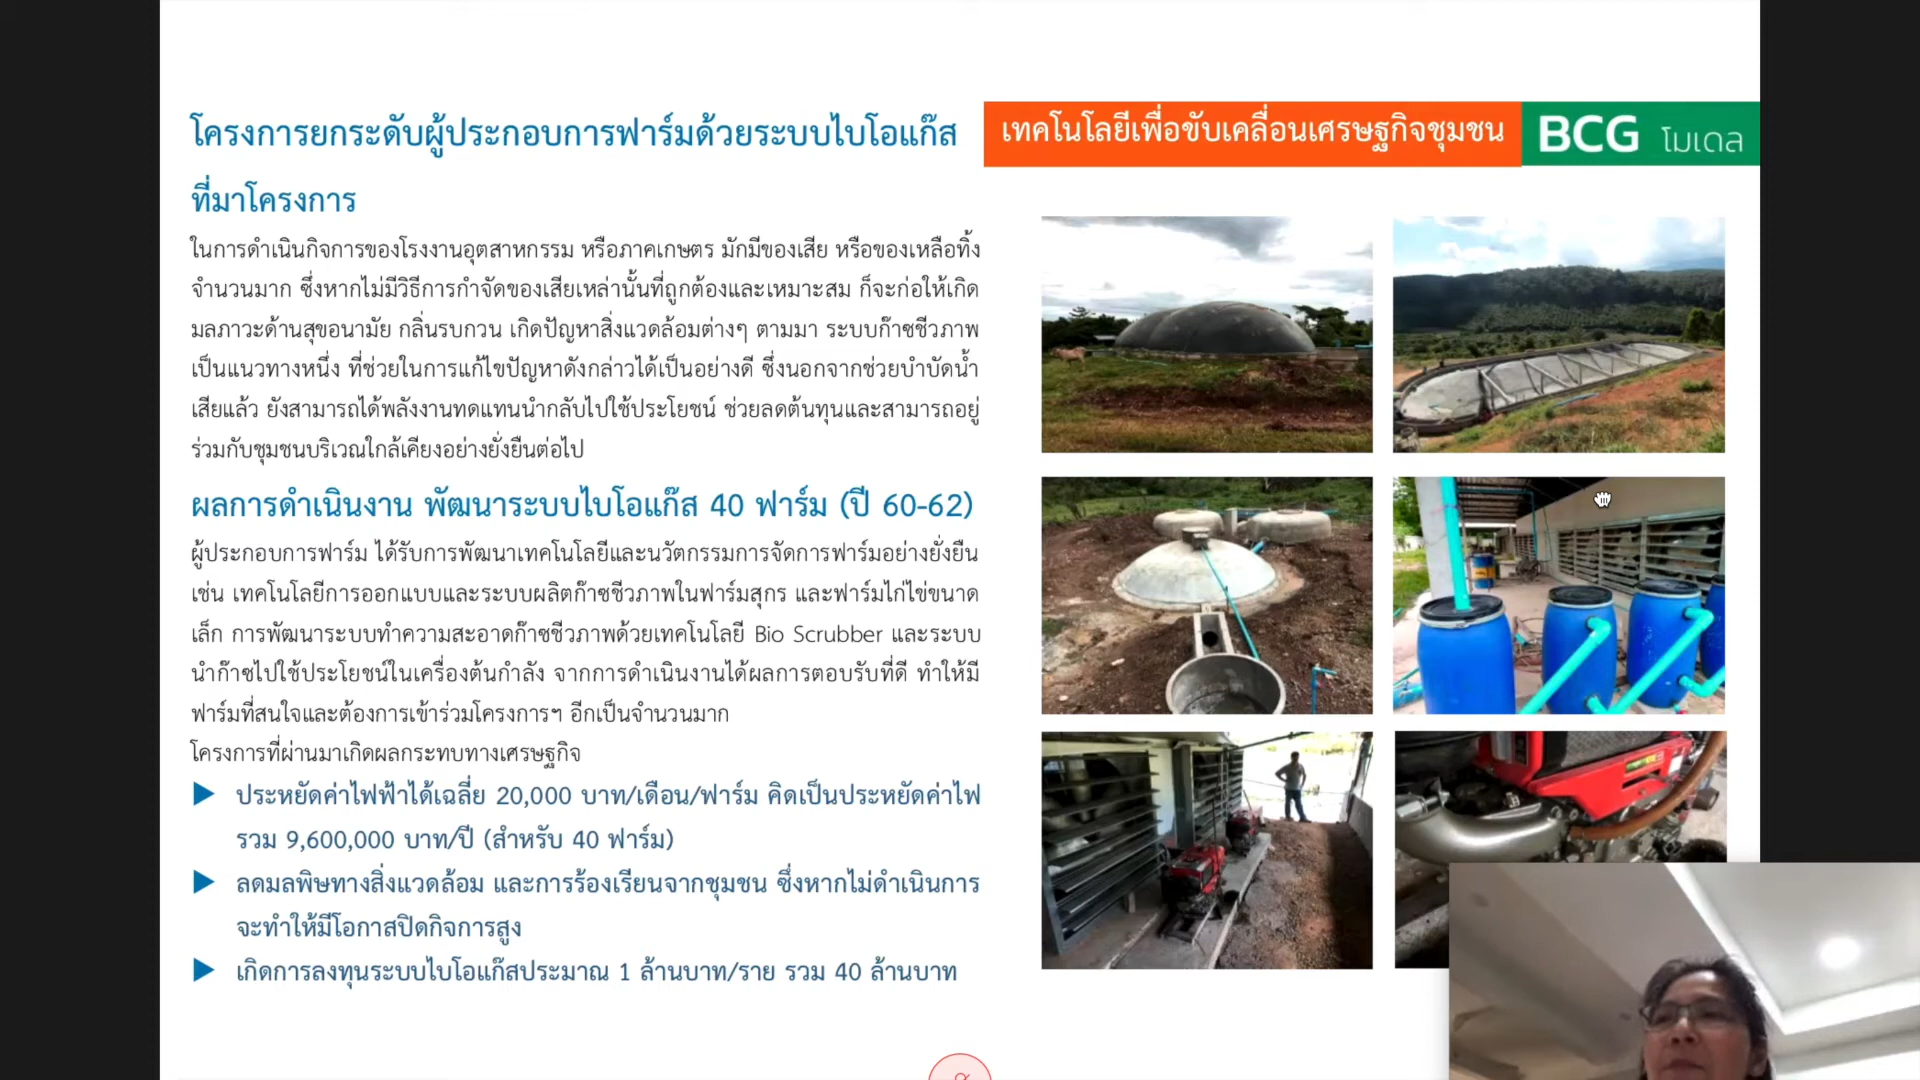 โครงการยกระดับผู้ประกอบการฟาร์มด้วยระบบไบโอแก๊ส
เทคโนโลยีเพื่อขับเคลื่อนเศรษฐกิจชุมชน
BCG โมเดล
ที่มาโครงการ
ในการดำเนินกิจการของโรงงานอุตสาหกรรม หรือภาคเกษตร มักมีของเสีย หรือของเหลือทิ้ง
จำนวนมาก ซึ่งหากไม่มีวิธีการกำจัดของเสียเหล่านั้นที่ถูกต้องและเหมาะสม ก็จะก่อให้เกิด
มลภาวะด้านสุขอนามัย กลิ่นรบกวน เกิดปัญหาสิ่งแวดล้อมต่างๆ ตามมา ระบบก๊าซชีวภาพ
เป็นแนวทางหนึ่ง ที่ช่วยในการแก้ไขปัญหาดังกล่าวได้เป็นอย่างดี ซึ่งนอกจากช่วยบำบัดน้ำ
เสียแล้ว ยังสามารถได้พลังงานทดแทนนำกลับไปใช้ประโยชน์ ช่วยลดต้นทุนและสามารถอยู่
ร่วมกับชุมชนบริเวณใกล้เคียงอย่างยั่งยืนต่อไป
ผลการดำเนินงาน พัฒนาระบบไบโอแก๊ส 40 ฟาร์ม (ปี 60-62)
ผู้ประกอบการฟาร์ม ได้รับการพัฒนาเทคโนโลยีและนวัตกรรมการจัดการฟาร์มอย่างยั่งยืน
เช่น เทคโนโลยีการออกแบบและระบบผลิตก๊าซชีวภาพในฟาร์มสุกร และฟาร์มไก่ไข่ขนาด
เล็ก การพัฒนาระบบทำความสะอาดก๊าซชีวภาพด้วยเทคโนโลยี Bio Scrubber และระบบ
นำก๊าซไปใช้ประโยชน์ในเครื่องต้นกำลัง จากการดำเนินงานได้ผลการตอบรับที่ดี ทำให้มี
ฟาร์มที่สนใจและต้องการเข้าร่วมโครงการฯ อีกเป็นจำนวนมาก
โครงการที่ผ่านมาเกิดผลกระทบทางเศรษฐกิจ
ประหยัดค่าไฟฟ้าได้เฉลี่ย 20,000 บาท/เดือน/ฟาร์ม คิดเป็นประหยัดค่าไฟ
รวม 9,600,000 บาท/ปี (สำหรับ 40 ฟาร์ม)
ลดมลพิษทางสิ่งแวดล้อม และการร้องเรียนจากชุมชน ซึ่งหากไม่ดำเนินการ
จะทำให้มีโอกาสปิดกิจการสูง
เกิดการลงทุนระบบไบโอแก๊สประมาณ 1 ล้านบาท/ราย รวม 40 ล้านบาท